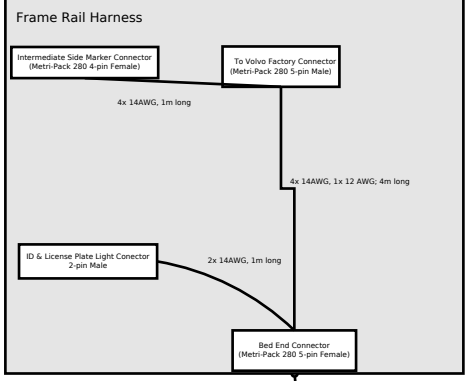 Frame Rail Harness
Intermediate Side Marker Connector
(Metri-Pack 280 4-pin Female)
To Volvo Factory Connector
(Metri-Pack 280 5-pin Male)
4x 14AWG, 1m long
4x 14AWG, 1x 12 AWG; 4m long
ID & License Plate Light Conector
2-pin Male
2x 14AWG, 1m long
Bed End Connector
(Metri-Pack 280 5-pin Female)